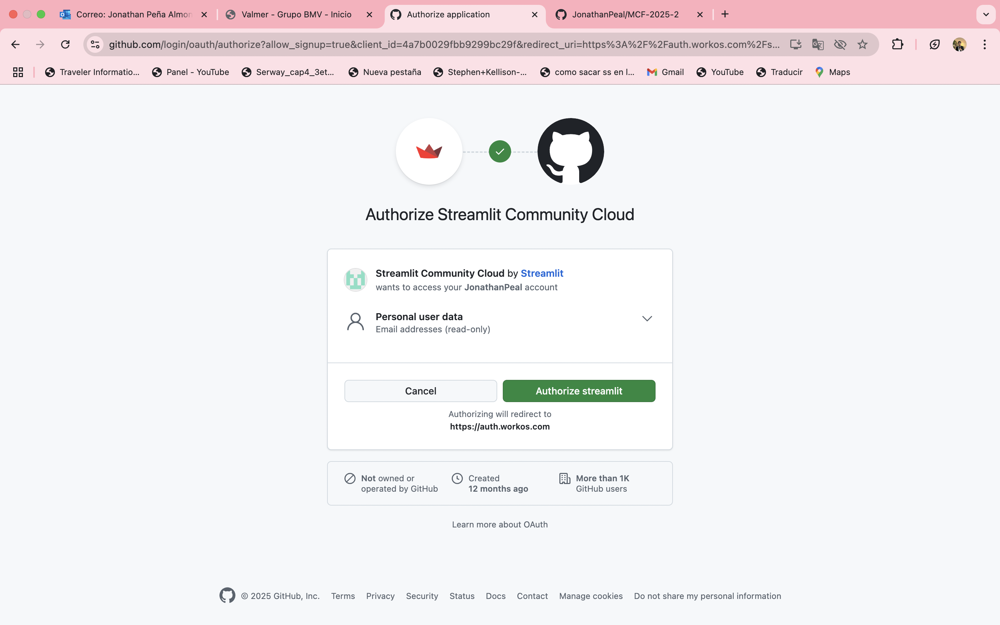 Correo: Jonathan Peña Almon
Valmer - Grupo BMV - Inicio
Authorize application
JonathanPeal/MCF-2025-2
github.com/login/oauth/authorize?allow_signup=true&client_id=4a7b0029fbb9299bc29f&redirect_uri=https%3A%2F%2Fauth.workos.com%2Fs...
Traveler Informatio...
Panel - YouTube
Serway_cap4_3et...
Nueva pestaña
Stephen+Kellison-...
como sacar ss en l...
Gmail
YouTube
Traducir
Maps
Authorize Streamlit Community Cloud
Streamlit Community Cloud by Streamlit
wants to access your JonathanPeal account
Personal user data
Email addresses (read-only)
Cancel
Authorize streamlit
Authorizing will redirect to
https://auth.workos.com
Not owned or
operated by GitHub
Created
12 months ago
More than 1K
GitHub users
Learn more about OAuth
© 2025 GitHub, Inc.
Terms
Privacy
Security
Status
Docs
Contact
Manage cookies
Do not share my personal information